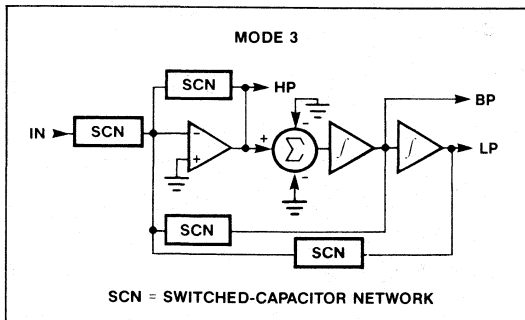 MODE 3
SCN
HP
BP
IN
SCN
-
+
+
-
Σ
-
∫
∫
LP
SCN
SCN
SCN = SWITCHED-CAPACITOR NETWORK